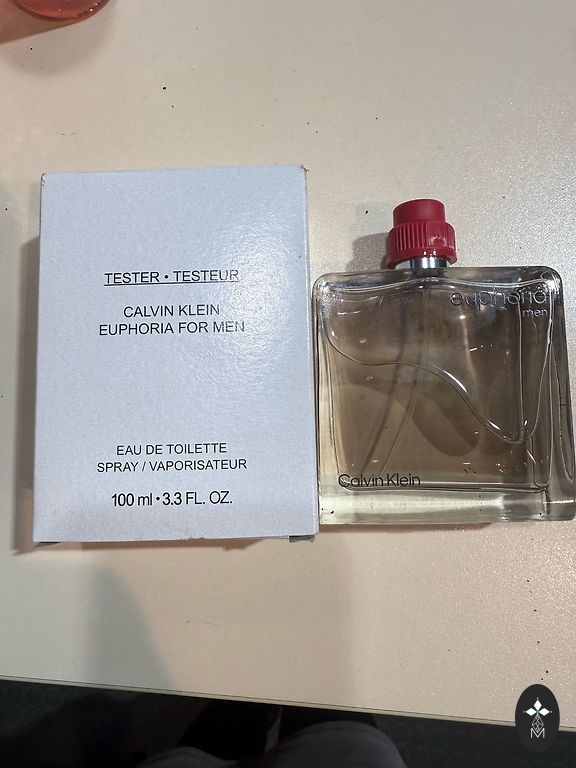 TESTER • TESTEUR
CALVIN KLEIN
EUPHORIA FOR MEN
EAU DE TOILETTE
SPRAY / VAPORISATEUR
100 ml • 3.3 FL. OZ.
euphoria
men
Calvin Klein
M